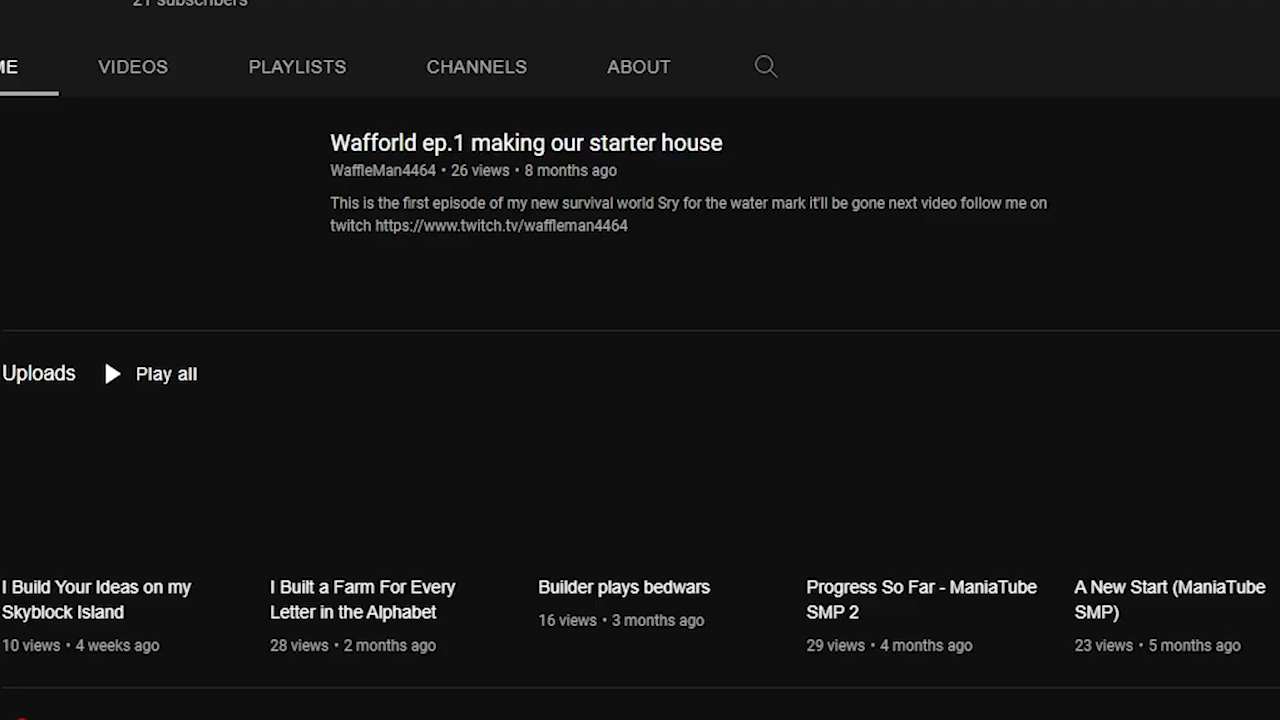 21 subscribers
ME
VIDEOS
PLAYLISTS
CHANNELS
ABOUT
Wafforld ep.1 making our starter house
WaffleMan4464 • 26 views • 8 months ago
This is the first episode of my new survival world Sry for the water mark it'll be gone next video follow me on
twitch https://www.twitch.tv/waffleman4464
Uploads
Play all
I Build Your Ideas on my
Skyblock Island
10 views • 4 weeks ago
I Built a Farm For Every
Letter in the Alphabet
28 views • 2 months ago
Builder plays bedwars
16 views • 3 months ago
Progress So Far - ManiaTube
SMP 2
29 views • 4 months ago
A New Start (ManiaTube
SMP)
23 views • 5 months ago